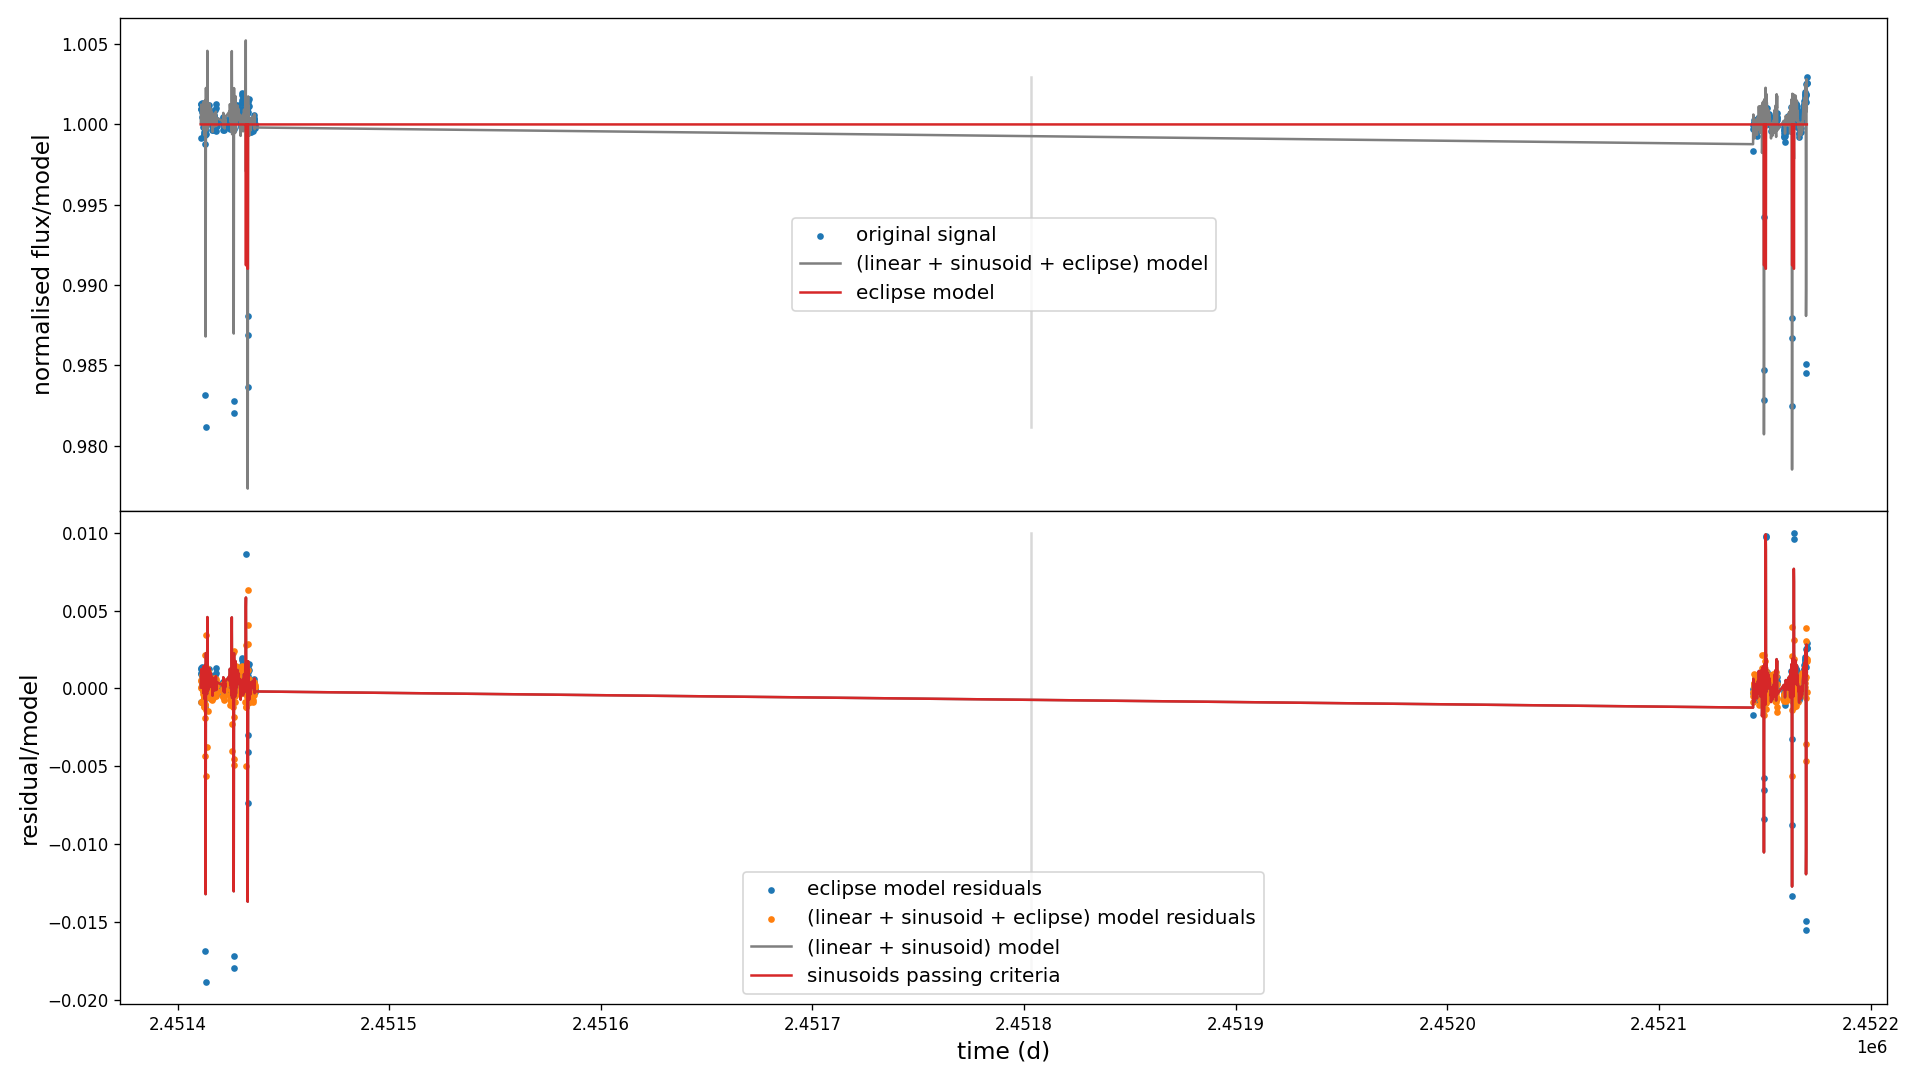 1.005
1.000
0.995
0.990
0.985
0.980
normalised flux/model
original signal
(linear + sinusoid + eclipse) model
eclipse model
0.010
0.005
0.000
−0.005
−0.010
−0.015
−0.020
residual/model
eclipse model residuals
(linear + sinusoid + eclipse) model residuals
(linear + sinusoid) model
sinusoids passing criteria
2.4514 2.4515 2.4516 2.4517 2.4518 2.4519 2.4520 2.4521 2.4522
1e6
time (d)